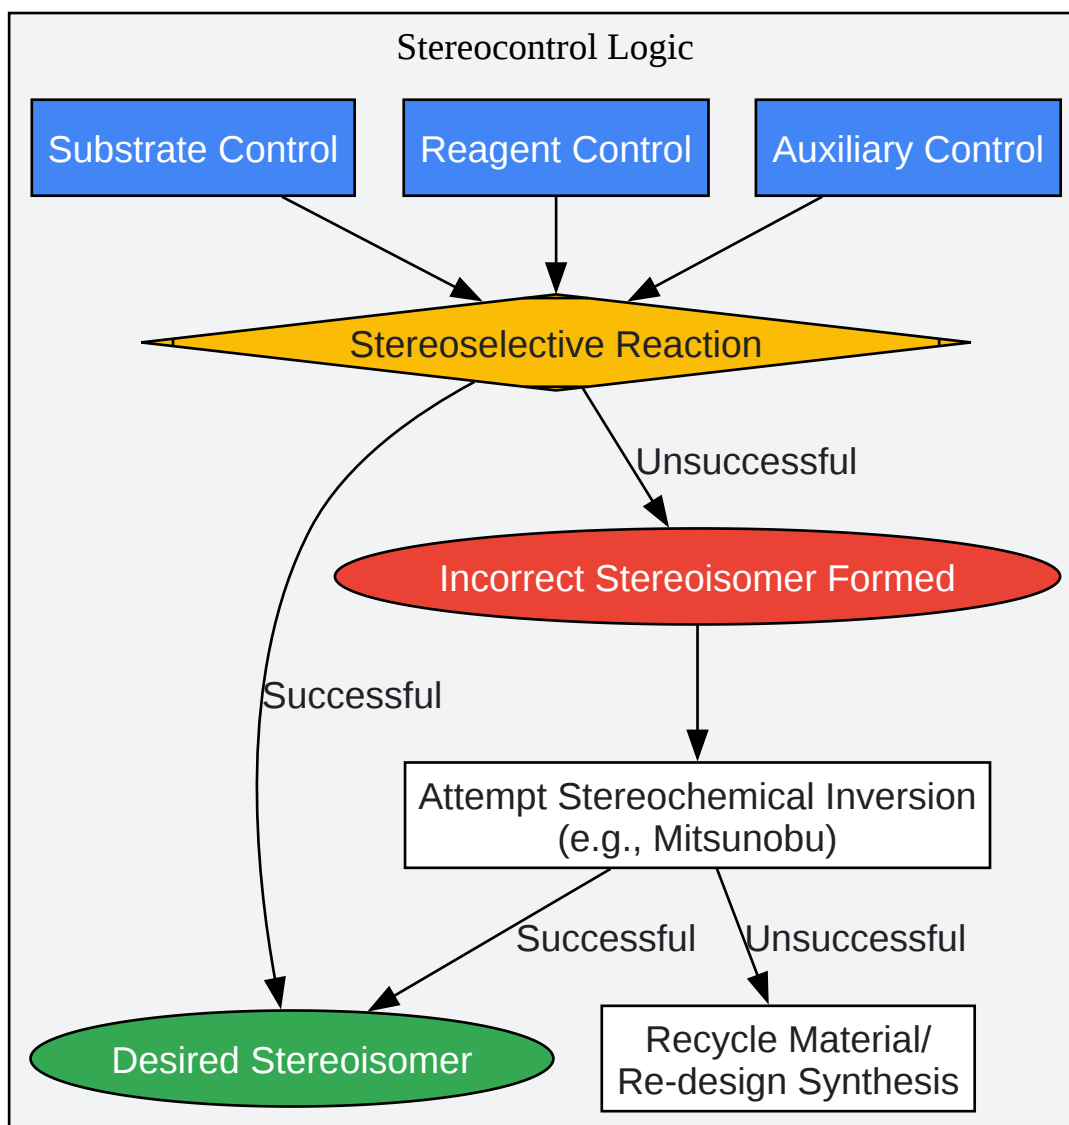 Stereocontrol Logic
Substrate Control
Reagent Control
Auxiliary Control
Stereoselective Reaction
Unsuccessful
Incorrect Stereoisomer Formed
Successful
Attempt Stereochemical Inversion
(e.g., Mitsunobu)
Successful
Unsuccessful
Desired Stereoisomer
Recycle Material/
Re-design Synthesis